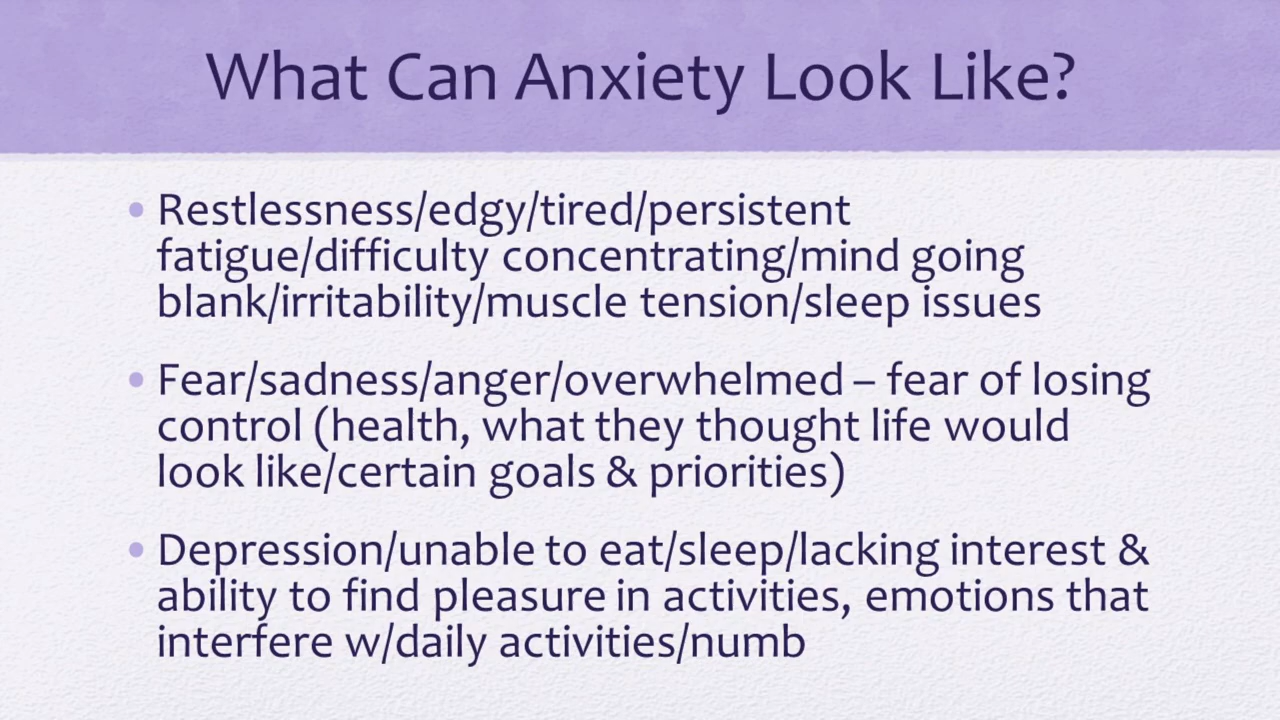 What Can Anxiety Look Like?
• Restlessness/edgy/tired/persistent
fatigue/difficulty concentrating/mind going
blank/irritability/muscle tension/sleep issues
• Fear/sadness/anger/overwhelmed – fear of losing
control (health, what they thought life would
look like/certain goals & priorities)
• Depression/unable to eat/sleep/lacking interest &
ability to find pleasure in activities, emotions that
interfere w/daily activities/numb